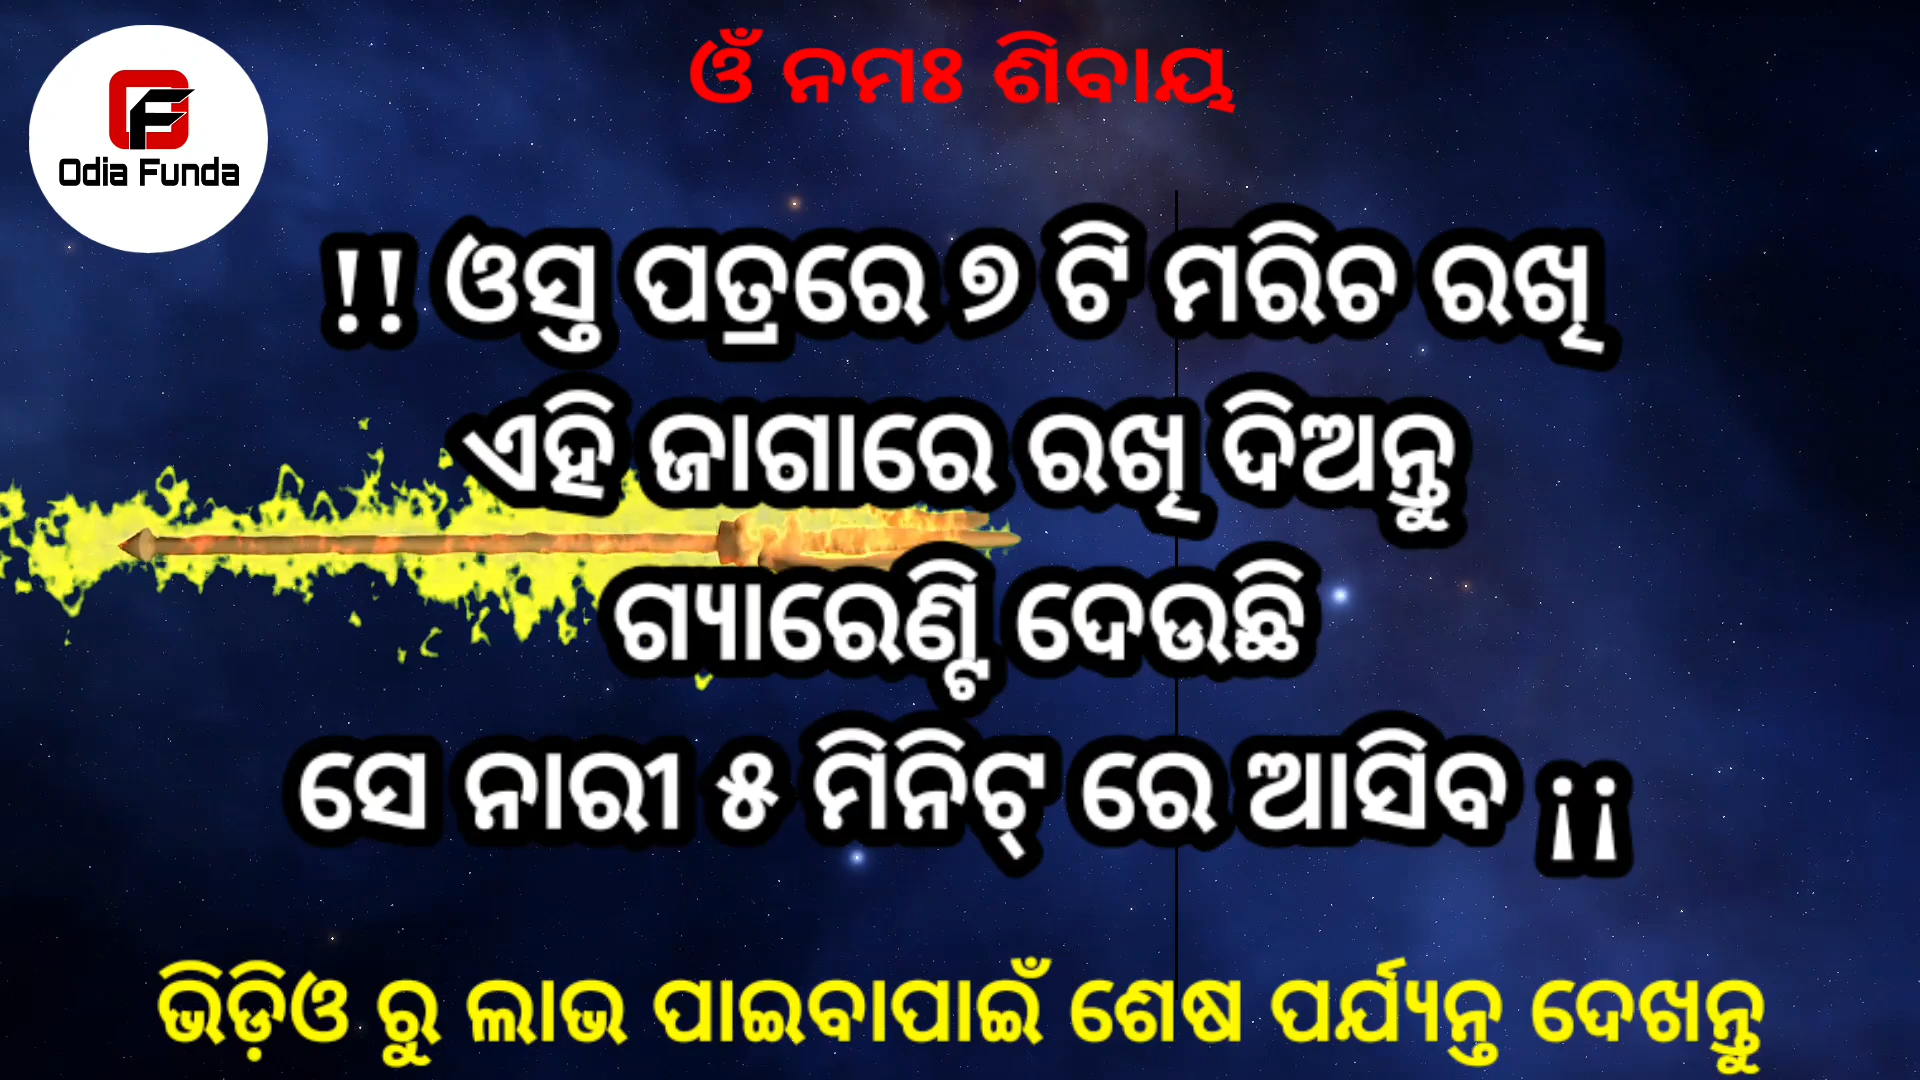 ଓଁ ନମଃ ଶିବାୟ
Odia Funda
!! ଓସ୍ତ ପତ୍ରରେ ୭ ଟି ମରିଚ ରଖି
ଏହି ଜାଗାରେ ରଖି ଦିଅନ୍ତୁ
ଗ୍ୟାରେଣ୍ଟି ଦେଉଛି
ସେ ନାରୀ ୫ ମିନିଟ୍ ରେ ଆସିବ ¡¡
ଭିଡ଼ିଓ ରୁ ଲାଭ ପାଇବାପାଇଁ ଶେଷ ପର୍ଯ୍ୟନ୍ତ ଦେଖନ୍ତୁ